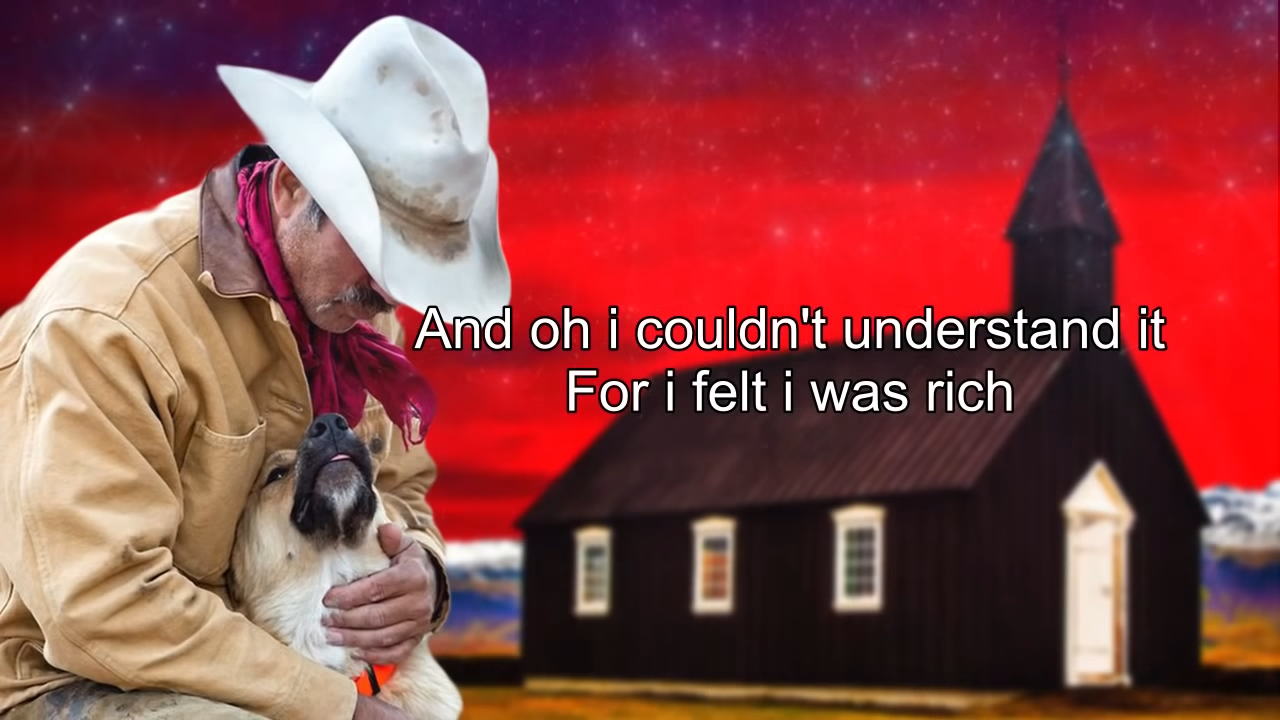 And oh i couldn't understand it
For i felt i was rich